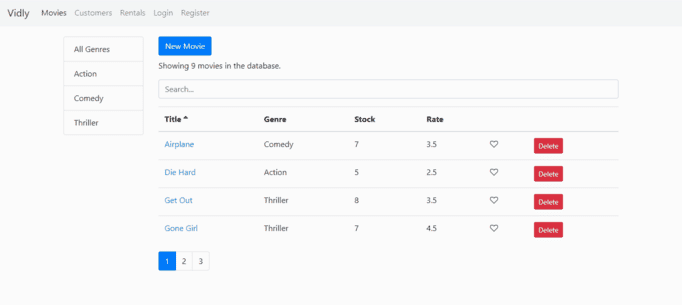 Vidly Movies Customers Rentals Login Register
All Genres
Action
Comedy
Thriller
New Movie
Showing 9 movies in the database.
Search...
Title Genre Stock Rate
Airplane Comedy 7 3.5 Delete
Die Hard Action 5 2.5 Delete
Get Out Thriller 8 3.5 Delete
Gone Girl Thriller 7 4.5 Delete
1 2 3